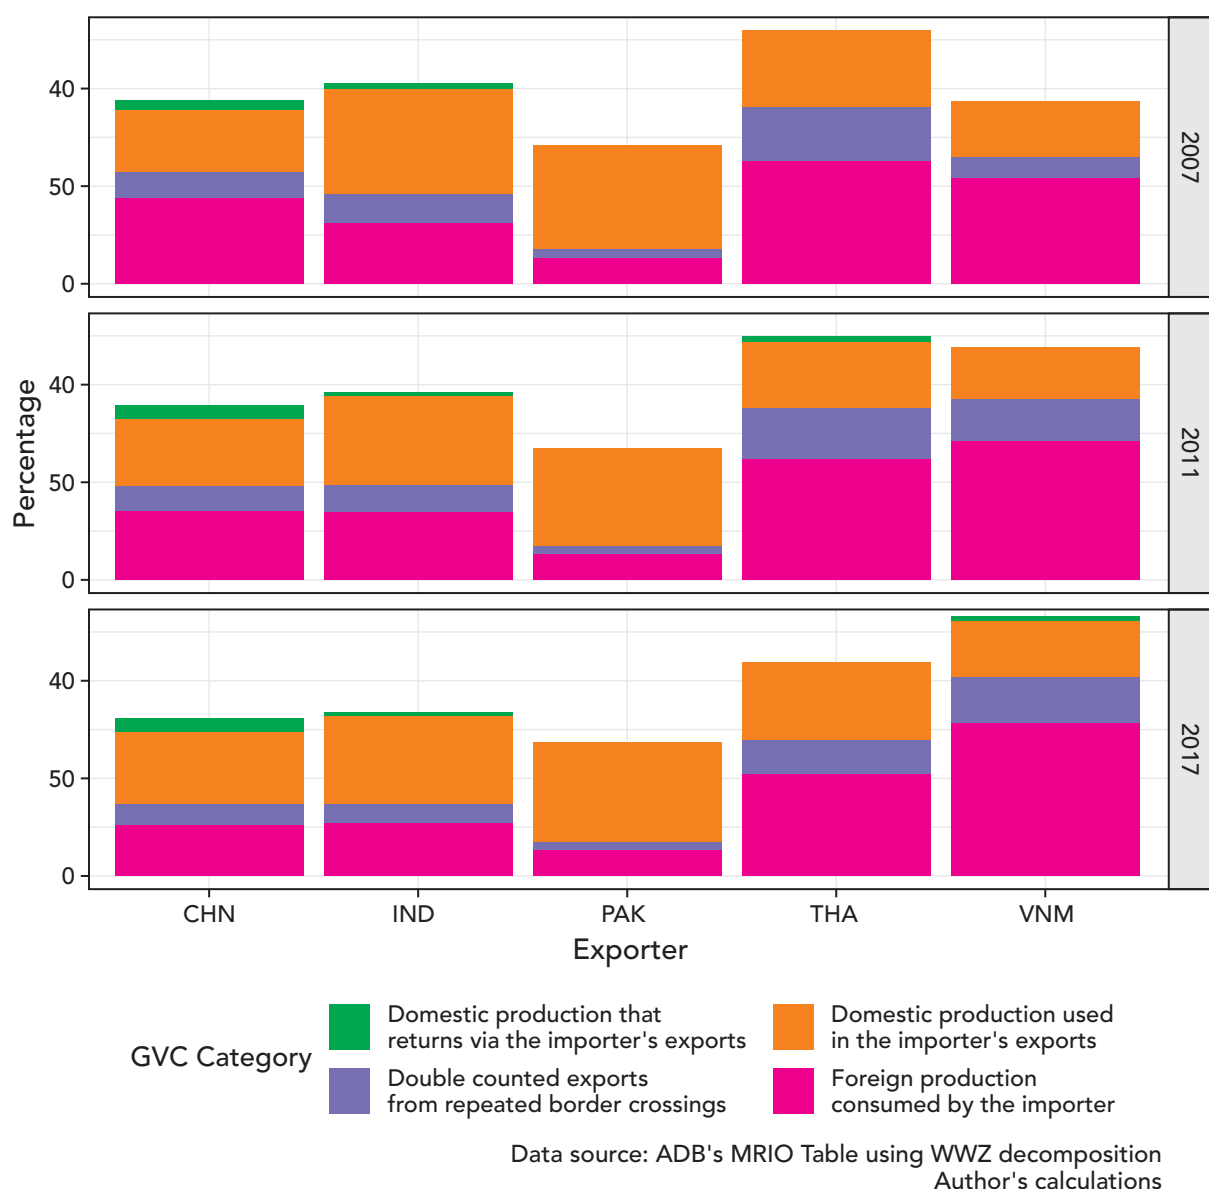 40
50
0
2007
Percentage
40
50
0
2011
40
50
0
2017
CHN IND PAK THA VNM
Exporter
GVC Category
Domestic production that
returns via the importer's exports
Domestic production used
in the importer's exports
Double counted exports
from repeated border crossings
Foreign production
consumed by the importer
Data source: ADB's MRIO Table using WWZ decomposition
Author's calculations